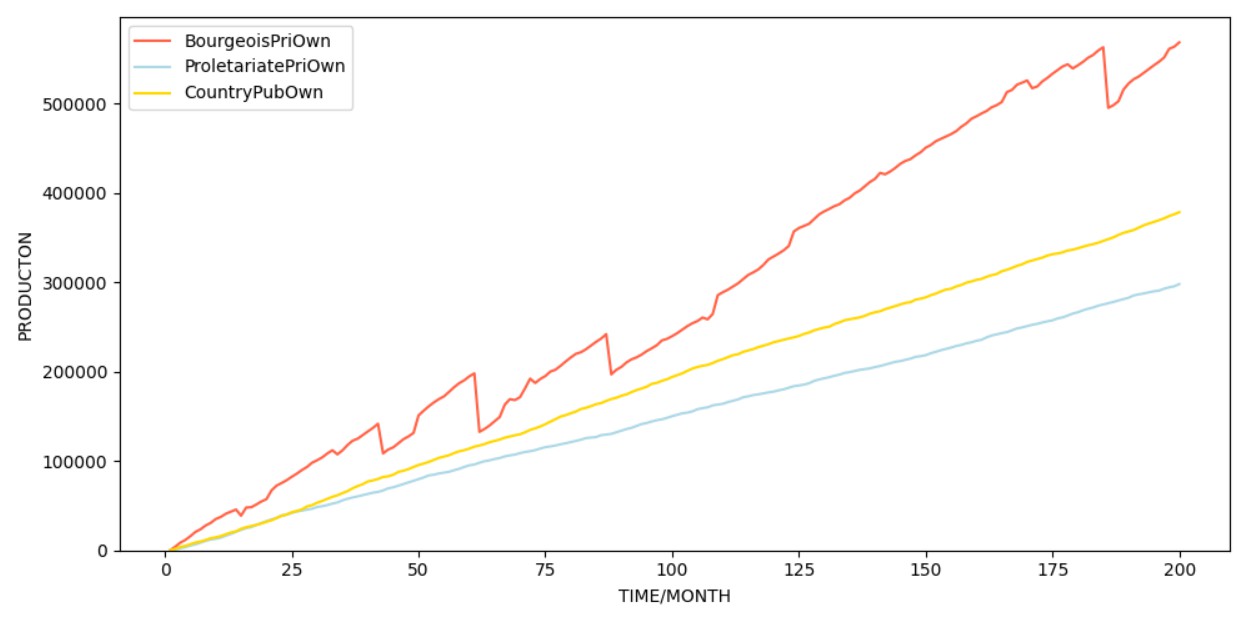 BourgeoisPriOwn
ProletariatePriOwn
CountryPubOwn
500000
400000
300000
200000
100000
0
PRODUCTON
0 25 50 75 100 125 150 175 200
TIME/MONTH